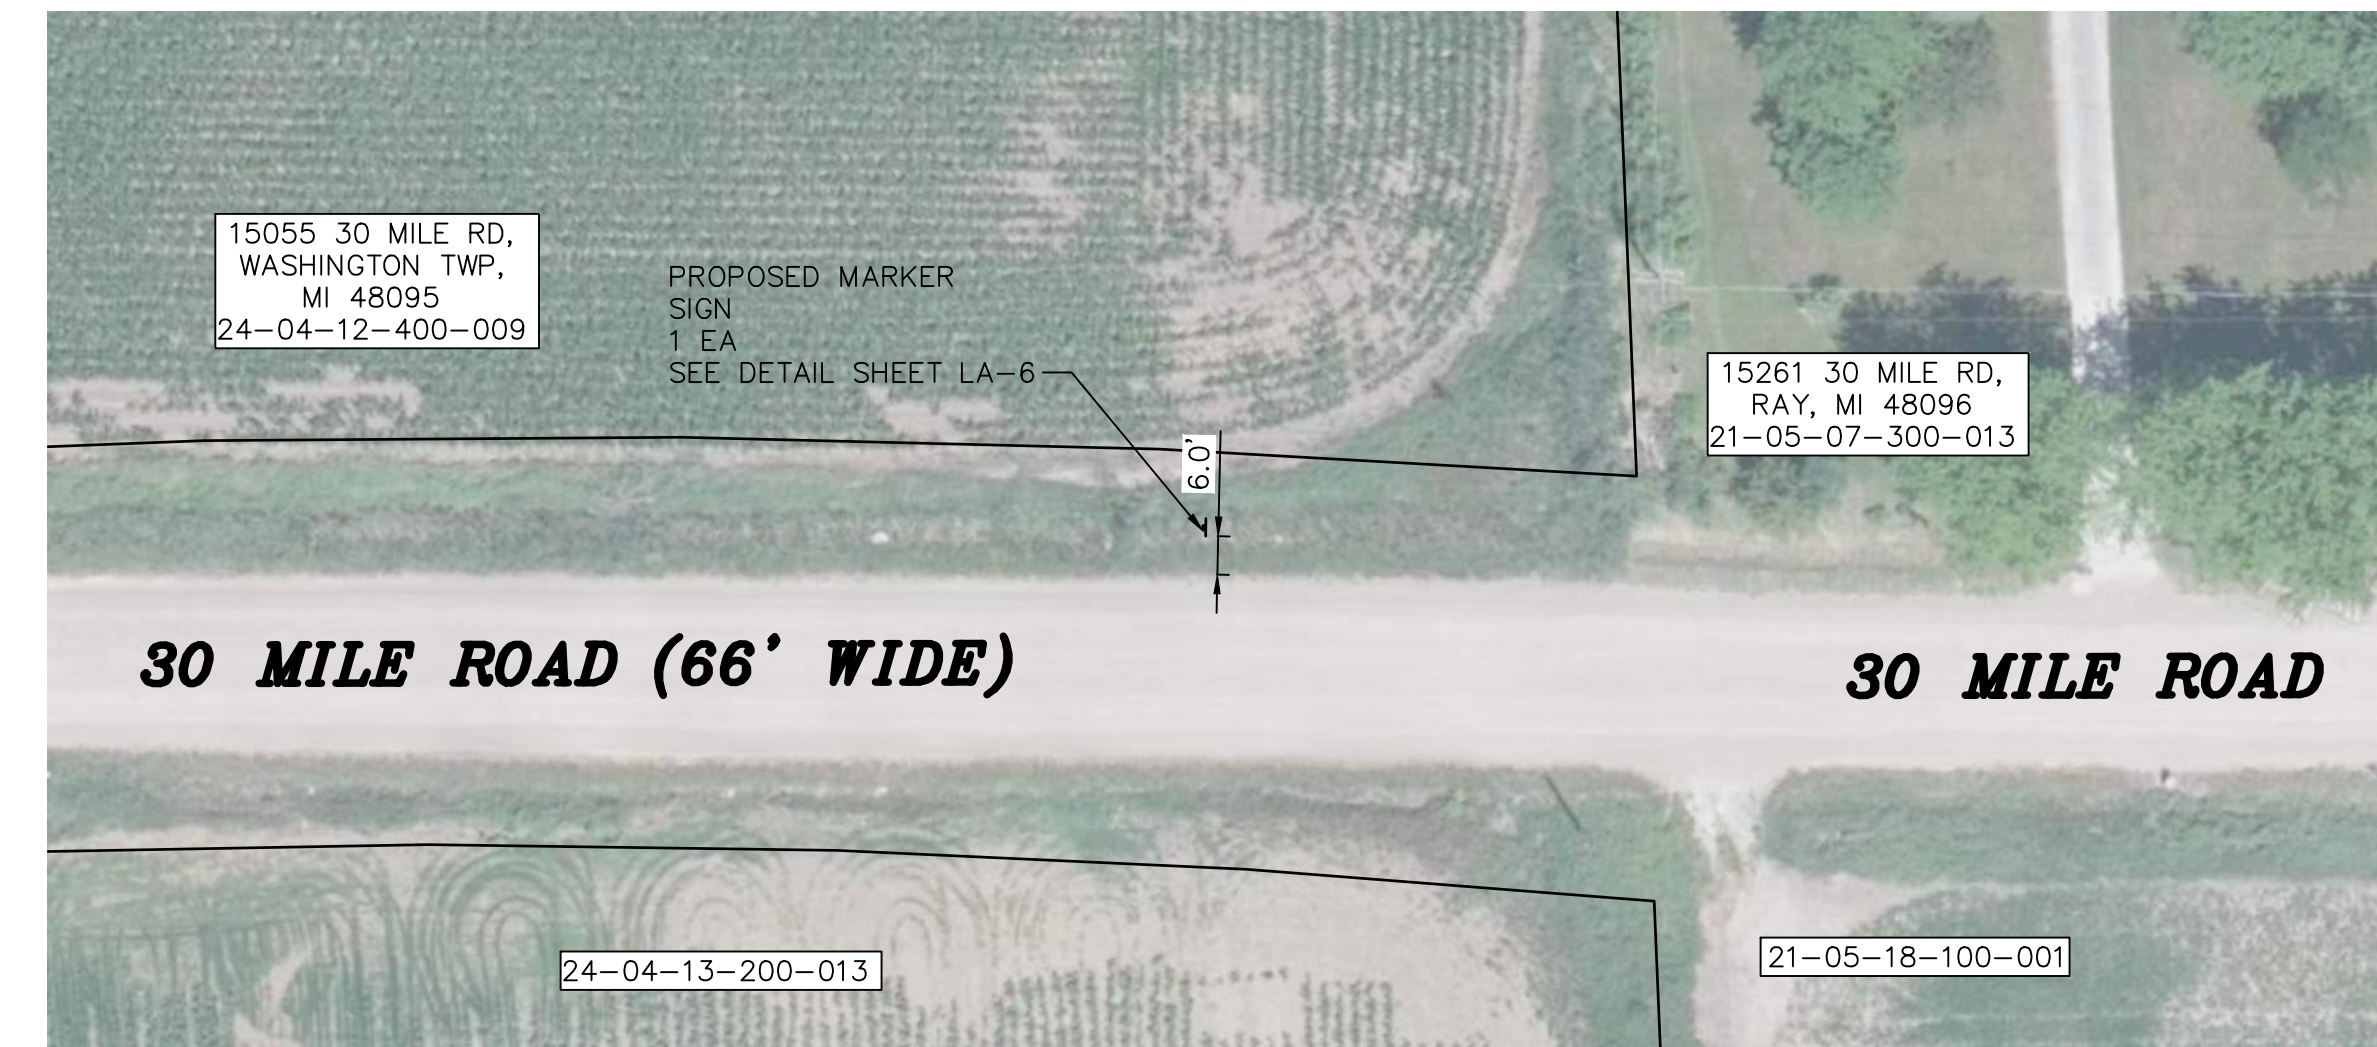 15055 30 MILE RD,
WASHINGTON TWP,
MI 48095
24-04-12-400-009
PROPOSED MARKER
SIGN
1 EA
SEE DETAIL SHEET LA-6
6.0'
15261 30 MILE RD,
RAY, MI 48096
21-05-07-300-013
30 MILE ROAD (66' WIDE)
30 MILE ROAD
24-04-13-200-013
21-05-18-100-001